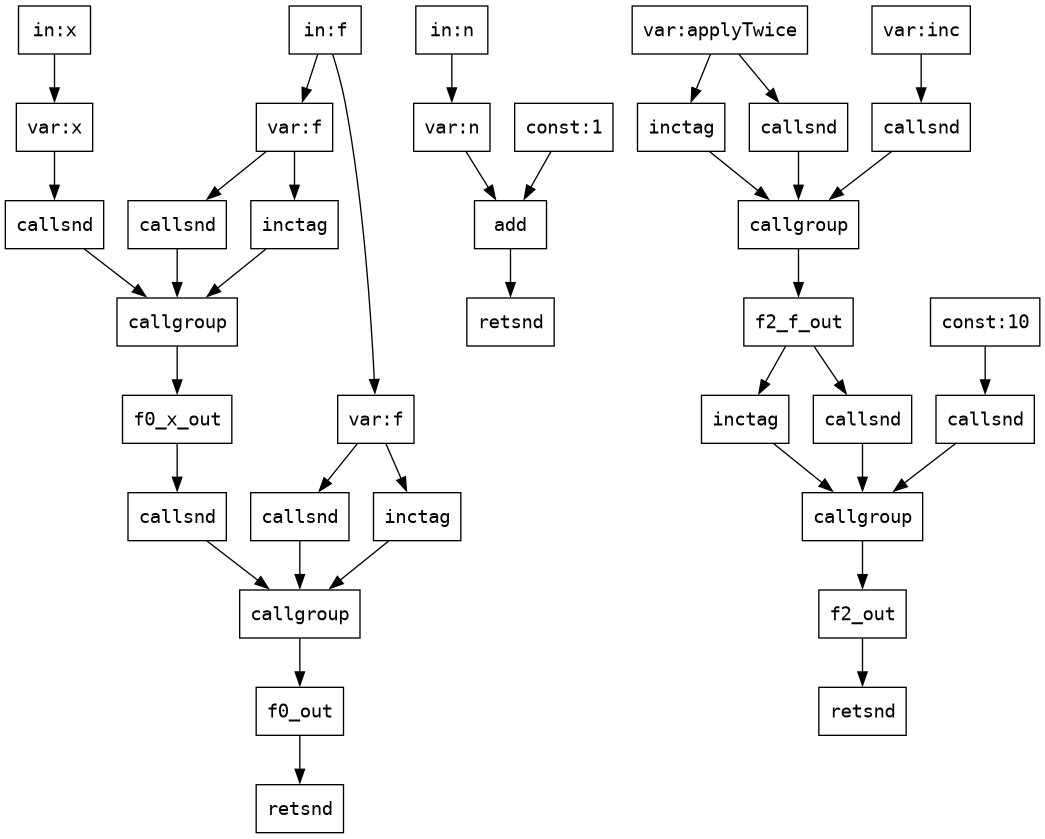 in:x
in:f
in:n
var:applyTwice
var:inc
var:x
var:f
var:n
const:1
inctag
callsnd
callsnd
callsnd
callsnd
inctag
add
callgroup
callgroup
retsnd
f2_f_out
const:10
f0_x_out
var:f
inctag
callsnd
callsnd
callsnd
callsnd
inctag
callgroup
callgroup
f2_out
f0_out
retsnd
retsnd